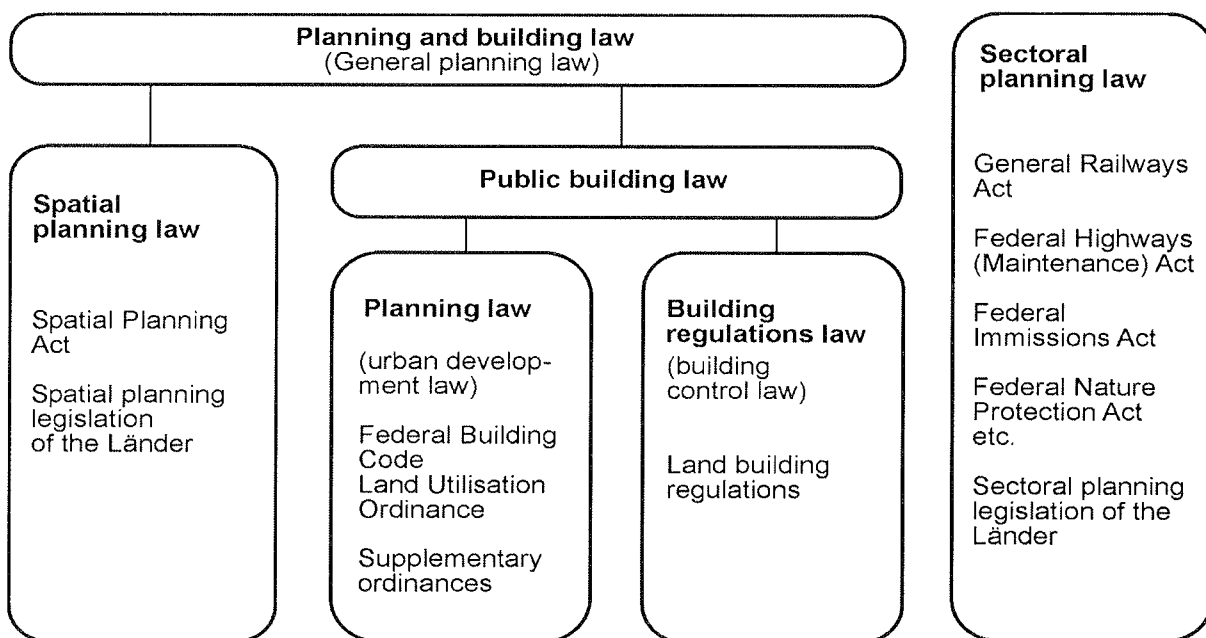 Planning and building law
(General planning law)
Spatial
planning law
Spatial Planning
Act
Spatial planning
legislation
of the Länder
Public building law
Planning law
(urban develop-
ment law)
Federal Building
Code
Land Utilisation
Ordinance
Supplementary
ordinances
Building
regulations law
(building
control law)
Land building
regulations
Sectoral
planning law
General Railways
Act
Federal Highways
(Maintenance) Act
Federal
Immissions Act
Federal Nature
Protection Act
etc.
Sectoral planning
legislation of the
Länder